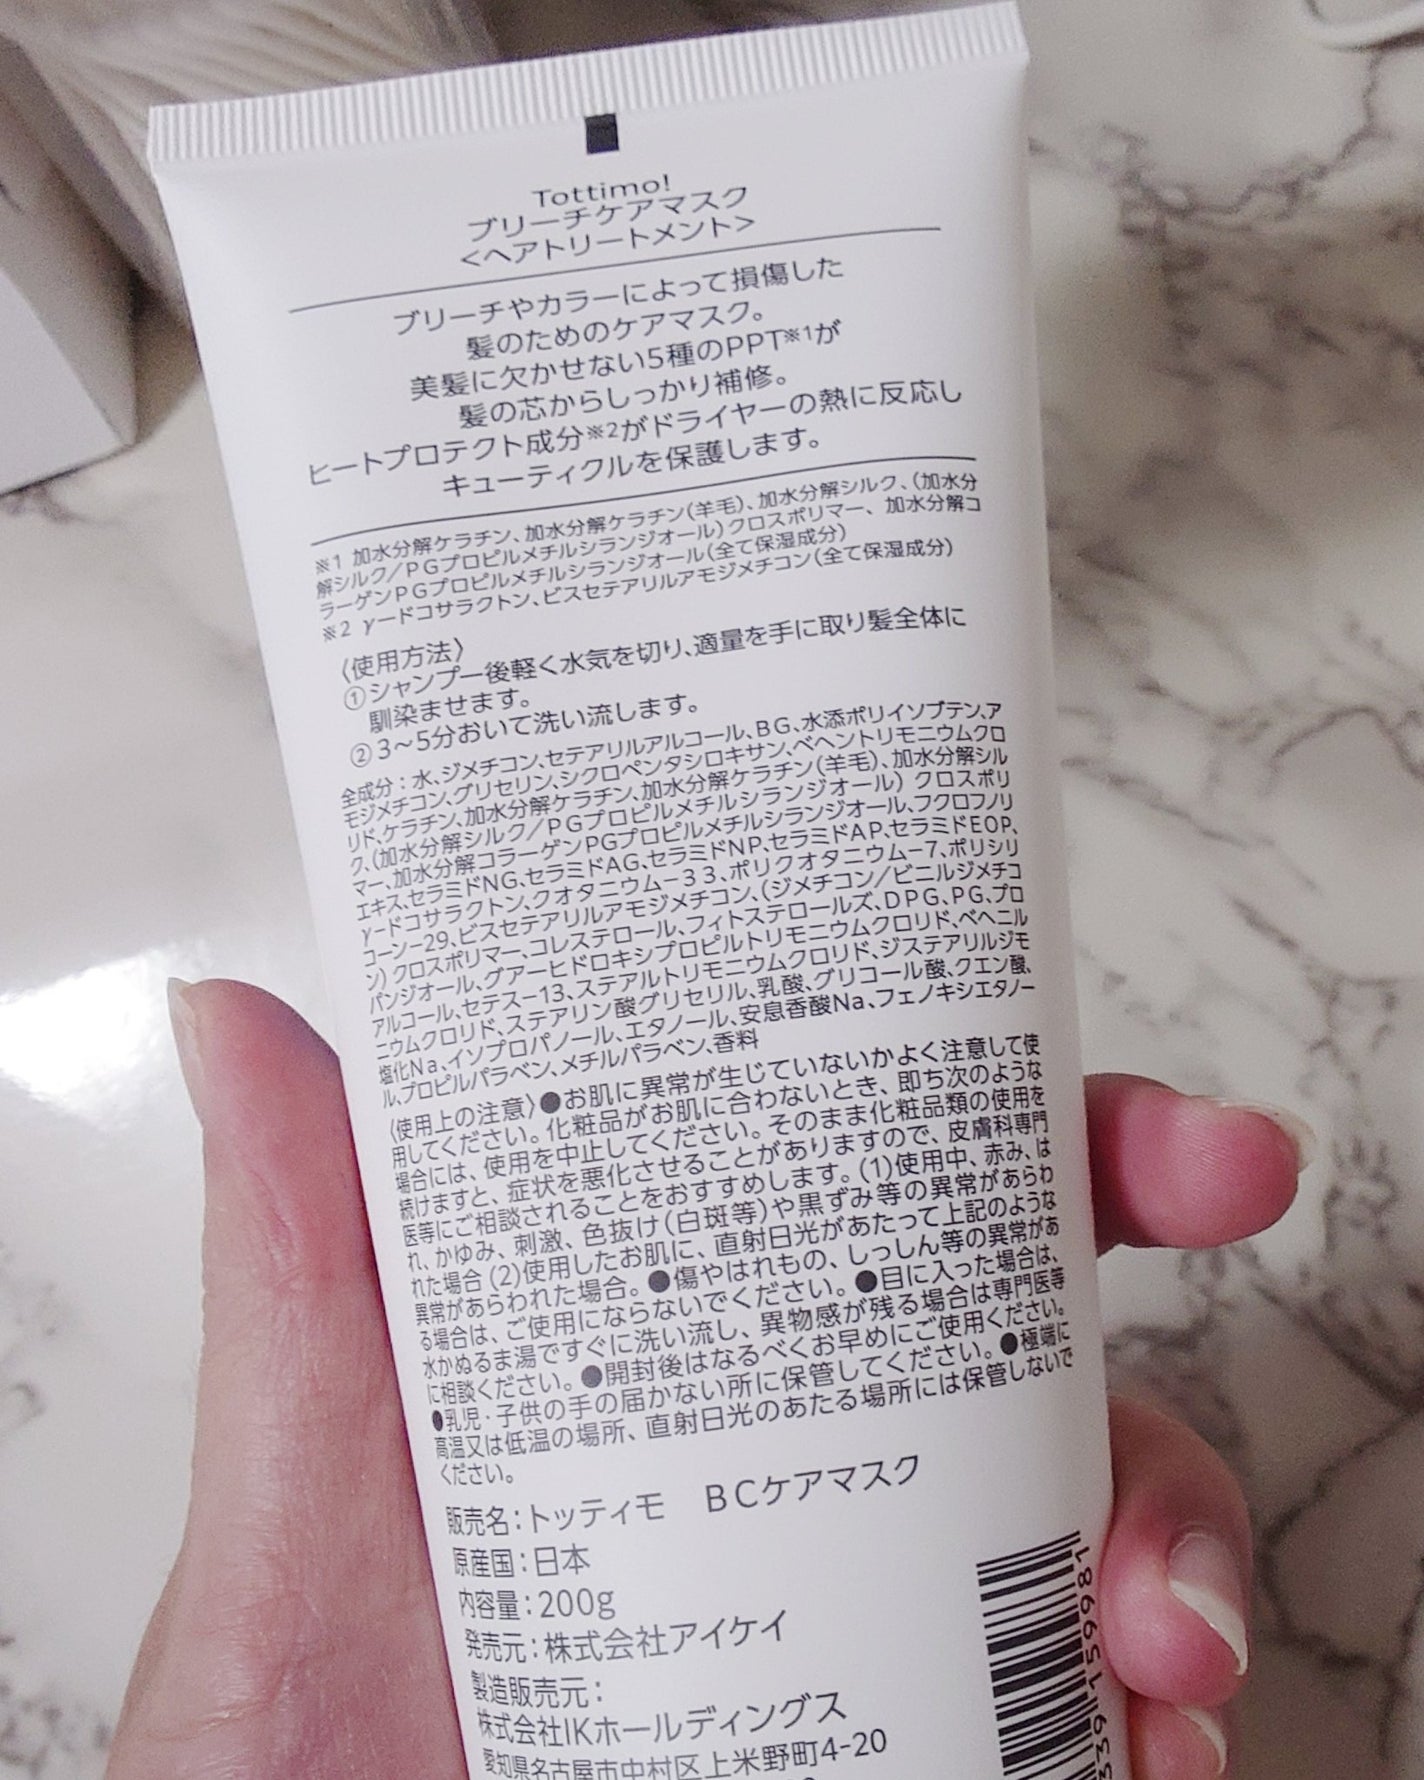 Tottimo!
ブリーチケアマスク
<ヘアトリートメント>
ブリーチやカラーによって損傷した
髪のためのケアマスク。
美髪に欠かせない5種のPPT※1が
髪の芯からしっかり補修。
ヒートプロテクト成分※2がドライヤーの熱に反応し
キューティクルを保護します。
※1 加水分解ケラチン、加水分解ケラチン(羊毛)、加水分解シルク、(加水分
解シルク/PGプロピルメチルシランジオール)クロスポリマー、加水分解コ
ラーゲンPGプロピルメチルシランジオール(全て保湿成分)
※2 γードコサラクトン、ビスセテアリルアモジメチコン(全て保湿成分)
〈使用方法〉
①シャンプー後軽く水気を切り、適量を手に取り髪全体に
馴染ませます。
②3〜5分おいて洗い流します。
全成分：水、ジメチコン、セテアリルアルコール、BG、水添ポリイソブテン、ア
モジメチコン、グリセリン、シクロペンタシロキサン、ベヘントリモニウムクロ
リド、ケラチン、加水分解ケラチン、加水分解ケラチン(羊毛)、加水分解シル
ク、(加水分解シルク/PGプロピルメチルシランジオール)クロスポリ
マー、加水分解コラーゲンPGプロピルメチルシランジオール、フクロフノリ
エキス、セラミドNG、セラミドAG、セラミドNP、セラミドAP、セラミドEOP、
γードコサラクトン、クオタニウムー33、ポリクオタニウムー7、ポリシリ
コーンー29、ビスセテアリルアモジメチコン、(ジメチコン/ビニルジメチコ
ン)クロスポリマー、コレステロール、フィトステロールズ、DPG、PG、プロ
パンジオール、グアーヒドロキシプロピルトリモニウムクロリド、ベヘニル
アルコール、セテスー13、ステアルトリモニウムクロリド、ジステアリルジモ
ニウムクロリド、ステアリン酸グリセリル、乳酸、グリコール酸、クエン酸、
塩化Na、イソプロパノール、エタノール、安息香酸Na、フェノキシエタノー
ル、プロピルパラベン、メチルパラベン、香料
〈使用上の注意〉●お肌に異常が生じていないかよく注意して使
用してください。化粧品がお肌に合わないとき、即ち次のような
場合には、使用を中止してください。そのまま化粧品類の使用を
続けますと、症状を悪化させることがありますので、皮膚科専門
医等にご相談されることをおすすめします。(1)使用中、赤み、は
れ、かゆみ、刺激、色抜け(白斑等)や黒ずみ等の異常があらわ
れた場合(2)使用したお肌に、直射日光があたって上記のような
異常があらわれた場合。●傷やはれもの、しっしん等の異常があ
る場合は、ご使用にならないでください。●目に入った場合は、
水かぬるま湯ですぐに洗い流し、異物感が残る場合は専門医等
に相談ください。●開封後はなるべくお早めにご使用ください。
●乳児・子供の手の届かない所に保管してください。●極端に
高温又は低温の場所、直射日光のあたる場所には保管しないで
ください。
販売名：トッティモ BCケアマスク
原産国：日本
内容量：200g
発売元：株式会社アイケイ
製造販売元：
株式会社IKホールディングス
愛知県名古屋市中村区上米野町4-20
339 159981